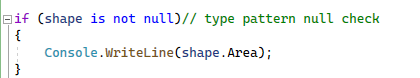 if (shape is not null)// type pattern null check
{
Console.WriteLine(shape.Area);
}